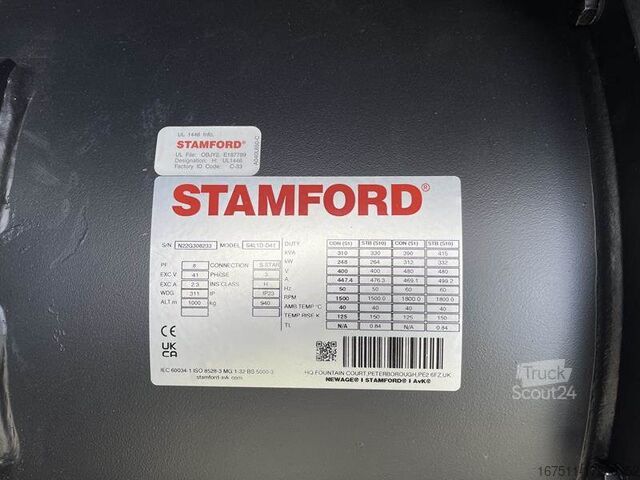 UL 1446 Info.
STAMFORD®
UL File: OBJY2, E187789
Designation: H, UL1446
Factory ID Code: C-53
STAMFORD®
S/N N22G308233 MODEL S4L1D-D41
PF 8 CONNECTION S.STAR
EXC.V 41 PHASE 3
EXC A 2.3 INS CLASS H
WDG 311 IP IP23
ALT m 1000 kg 940
DUTY CON (S1) STB (S10) CON (S1) STB (S10)
kVA 310 330 390 415
kW 248 264 312 332
V 400 400 480 480
A 447.4 476.3 469.1 499.2
Hz 50 50 60 60
RPM 1500 1500.0 1800.0 1800.0
AMB TEMP °C 40 40 40 40
TEMP RISE K 125 150 125 150
TL N/A 0.84 N/A 0.84
CE
UK
CA
IEC 60034-1 ISO 8528-3 MG 1-32 BS 5000-3
stamford-avk.com
HQ FOUNTAIN COURT, PETERBOROUGH, PE2 6FZ, UK
NEWAGE® I STAMFORD® I AvK®
Truck
Scout24